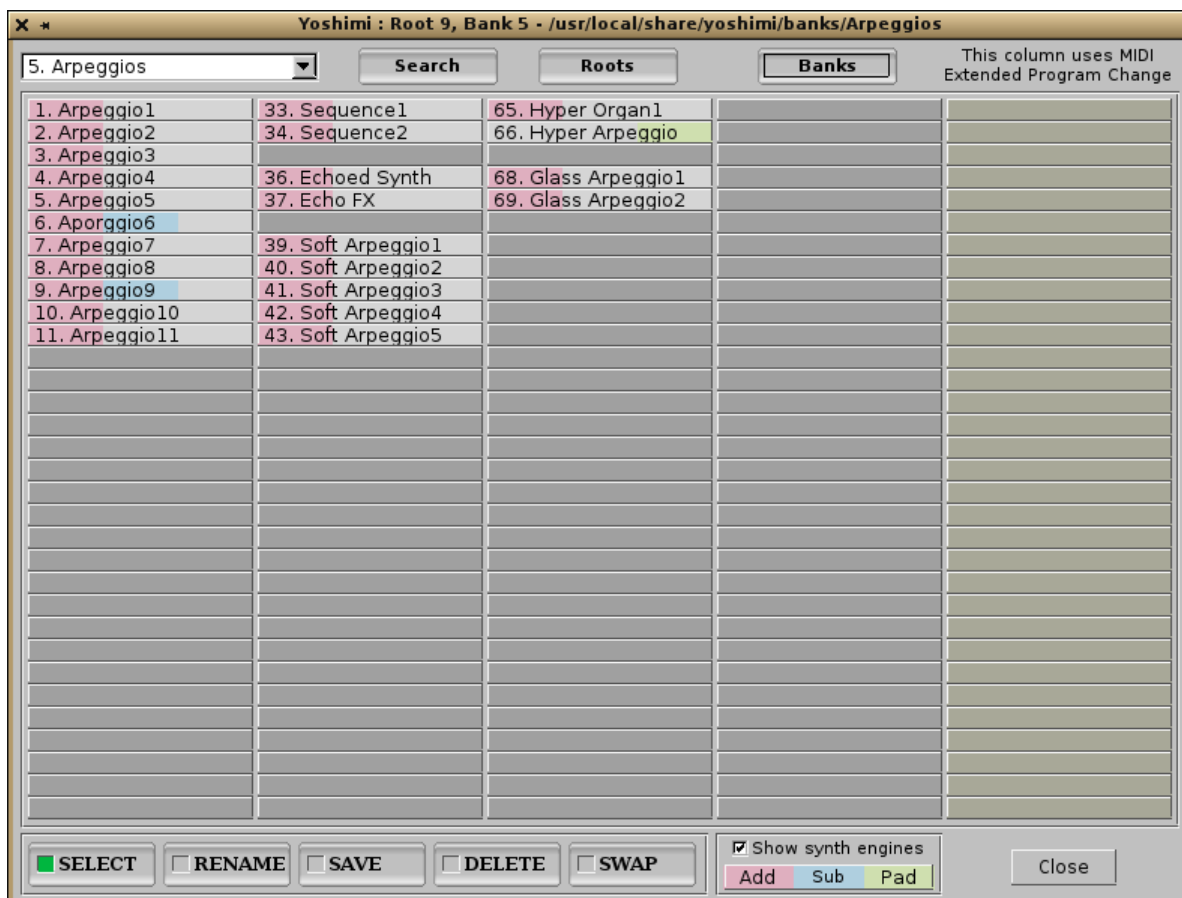 Yoshimi : Root 9, Bank 5 - /usr/local/share/yoshimi/banks/Arpeggios
5. Arpeggios
Search
Roots
Banks
This column uses MIDI
Extended Program Change
1. Arpeggio1
2. Arpeggio2
3. Arpeggio3
4. Arpeggio4
5. Arpeggio5
6. Aporggio6
7. Arpeggio7
8. Arpeggio8
9. Arpeggio9
10. Arpeggio10
11. Arpeggio11
33. Sequence1
34. Sequence2
36. Echoed Synth
37. Echo FX
39. Soft Arpeggio1
40. Soft Arpeggio2
41. Soft Arpeggio3
42. Soft Arpeggio4
43. Soft Arpeggio5
65. Hyper Organ1
66. Hyper Arpeggio
68. Glass Arpeggio1
69. Glass Arpeggio2
SELECT
RENAME
SAVE
DELETE
SWAP
Show synth engines
Add Sub Pad
Close